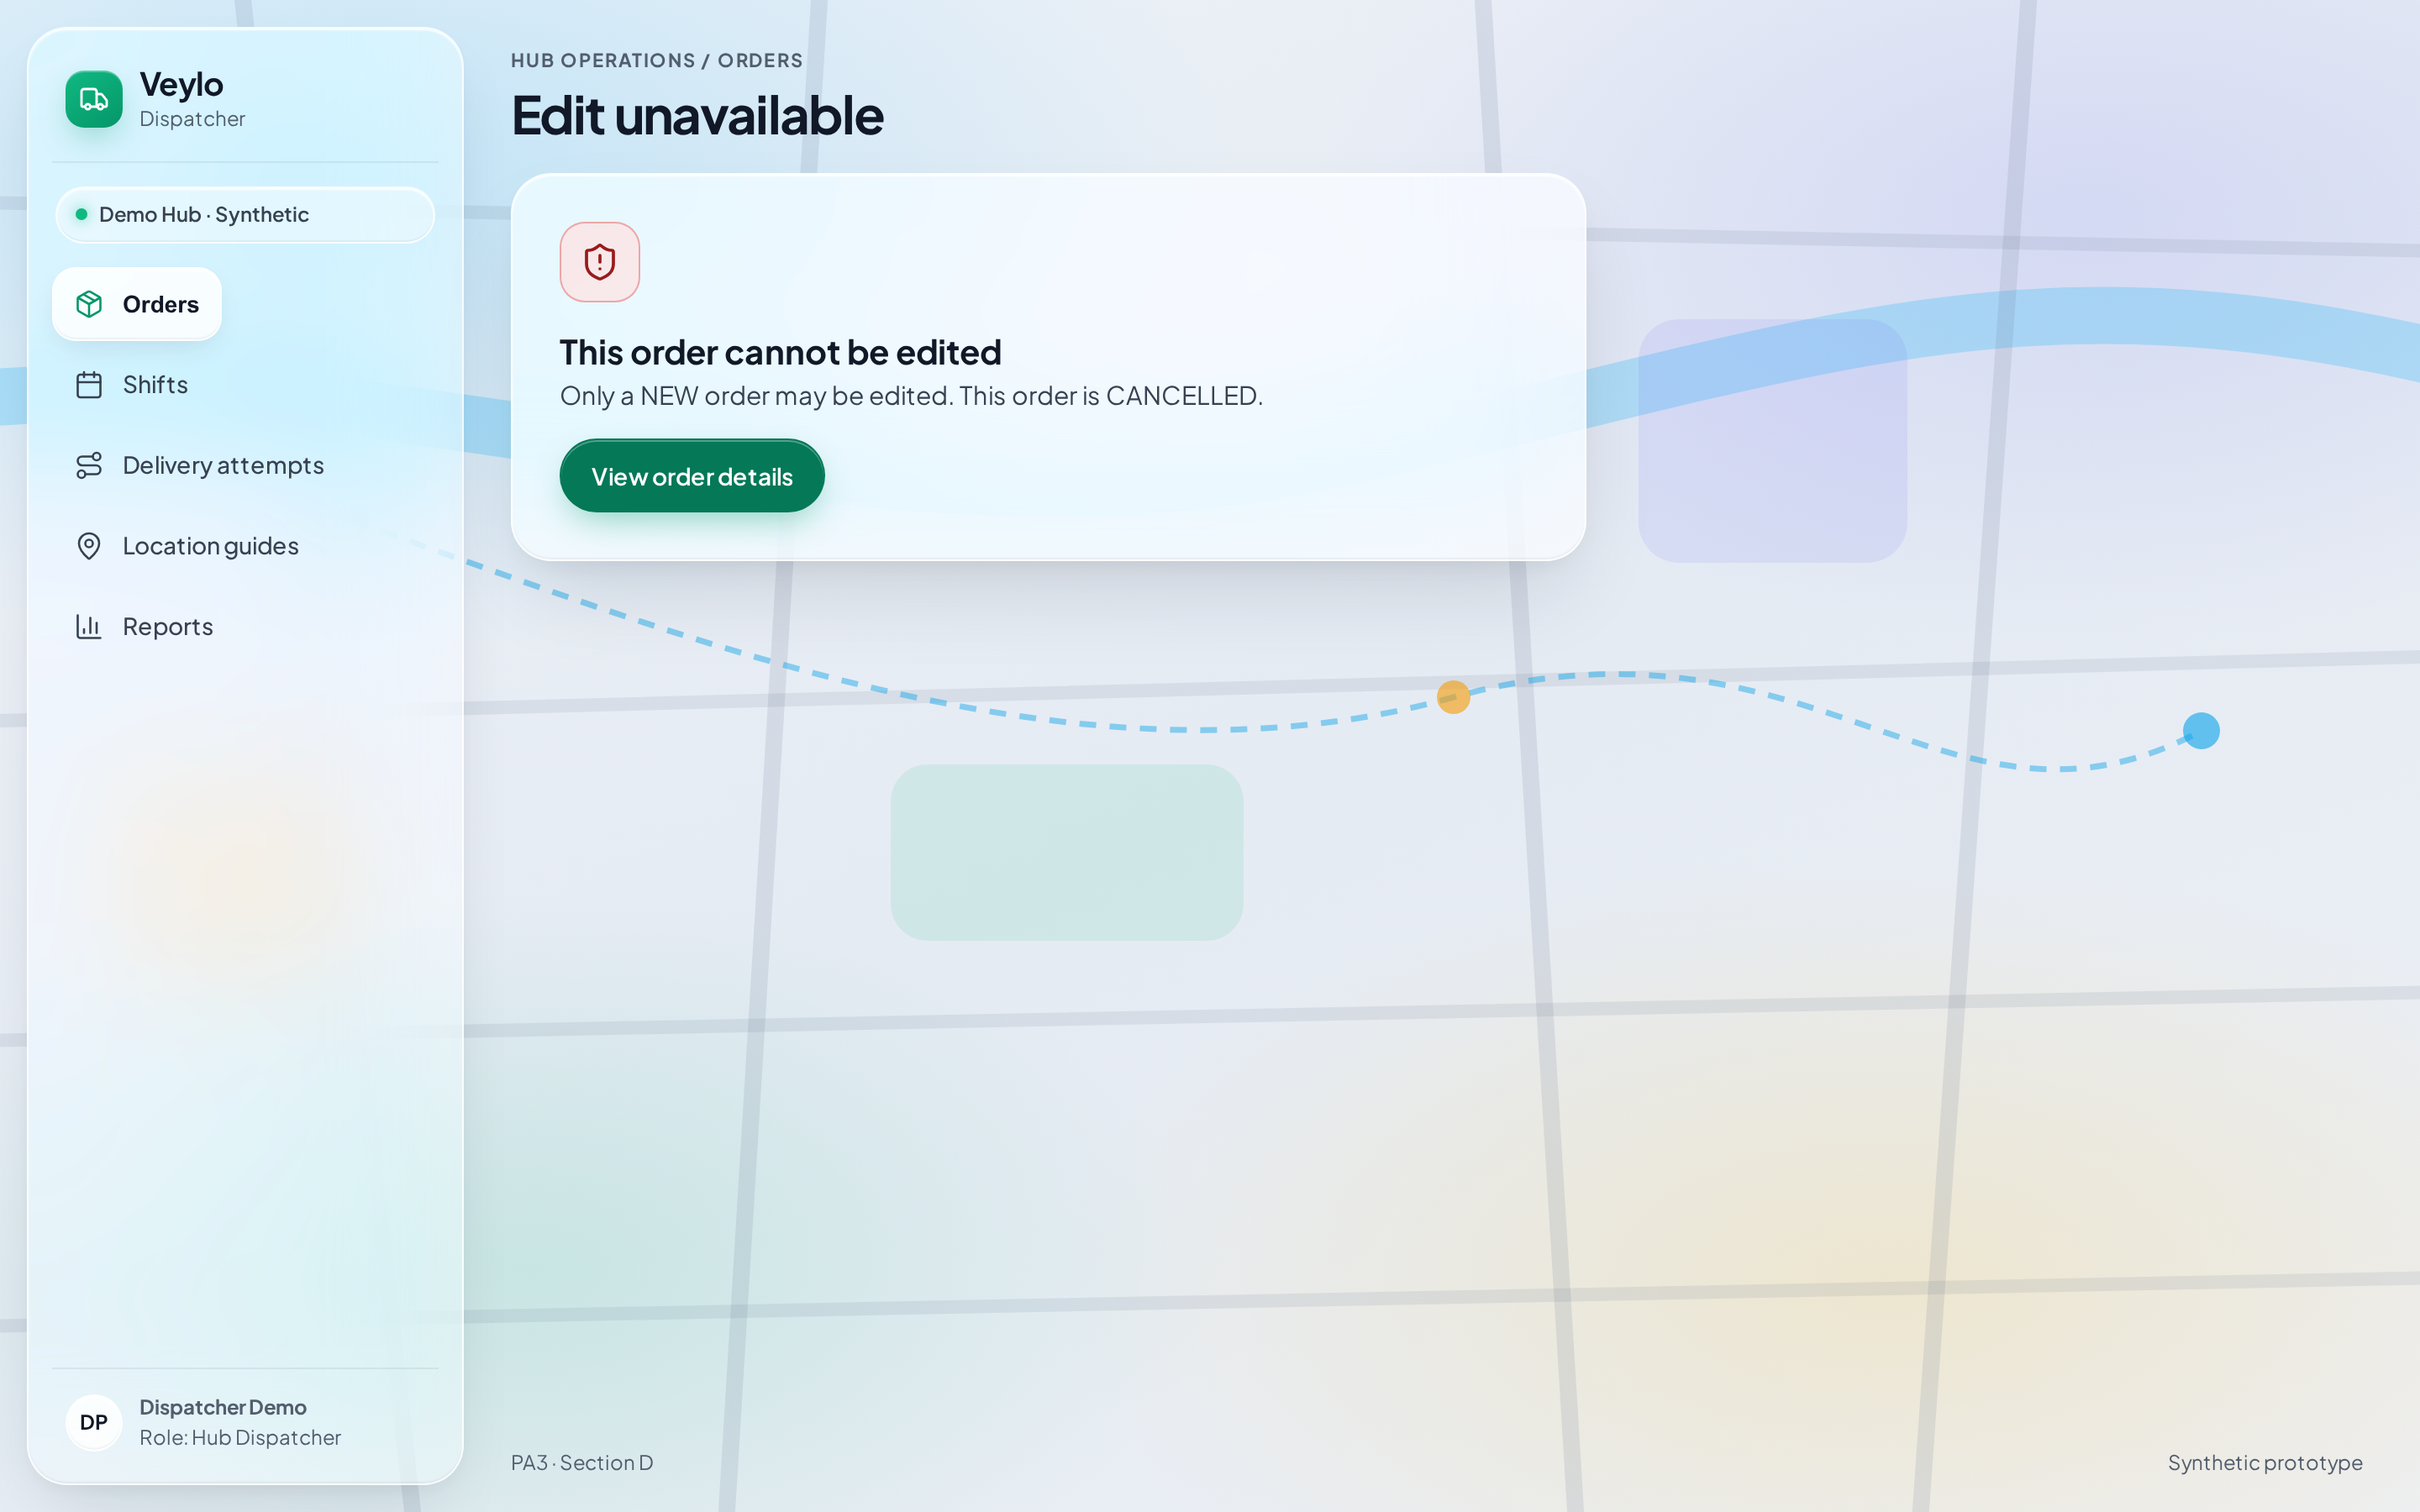 Veylo
Dispatcher
Demo Hub · Synthetic
Orders
Shifts
Delivery attempts
Location guides
Reports
DP
Dispatcher Demo
Role: Hub Dispatcher
HUB OPERATIONS / ORDERS
Edit unavailable
This order cannot be edited
Only a NEW order may be edited. This order is CANCELLED.
View order details
PA3 · Section D
Synthetic prototype